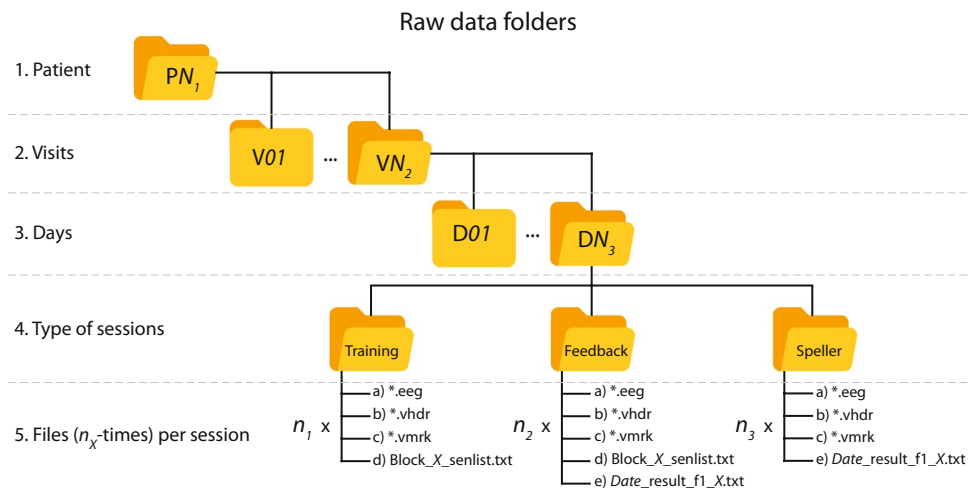 Raw data folders
1. Patient
PN₁
2. Visits
V01 ... VN₂
3. Days
D01 ... DN₃
4. Type of sessions
Training
Feedback
Speller
5. Files (nₓ-times) per session
n₁ x
a) *.eeg
b) *.vhdr
c) *.vmrk
d) Block_X_senlist.txt
n₂ x
a) *.eeg
b) *.vhdr
c) *.vmrk
d) Block_X_senlist.txt
e) Date_result_f1_X.txt
n₃ x
a) *.eeg
b) *.vhdr
c) *.vmrk
e) Date_result_f1_X.txt